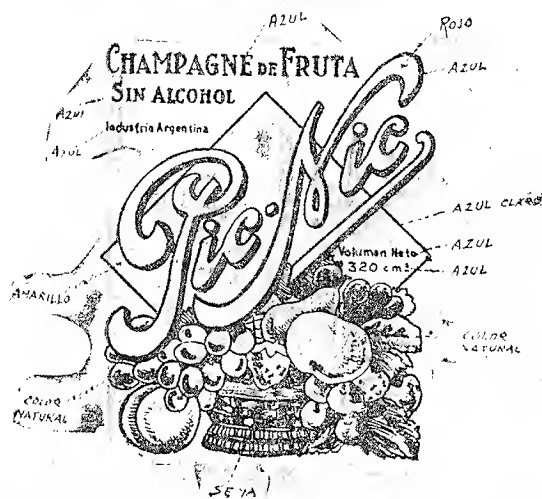 AZUL
ROJO
CHAMPAGNE DE FRUTA
AZUL
SIN ALCOHOL
AZUL
Industria Argentina
AZUL
Pic-Nic
AZUL CLARO
Volumen Neto
AZUL
320 cm³
AZUL
AMARILLO
COLOR
NATURAL
COLOR
NATURAL
SEYA